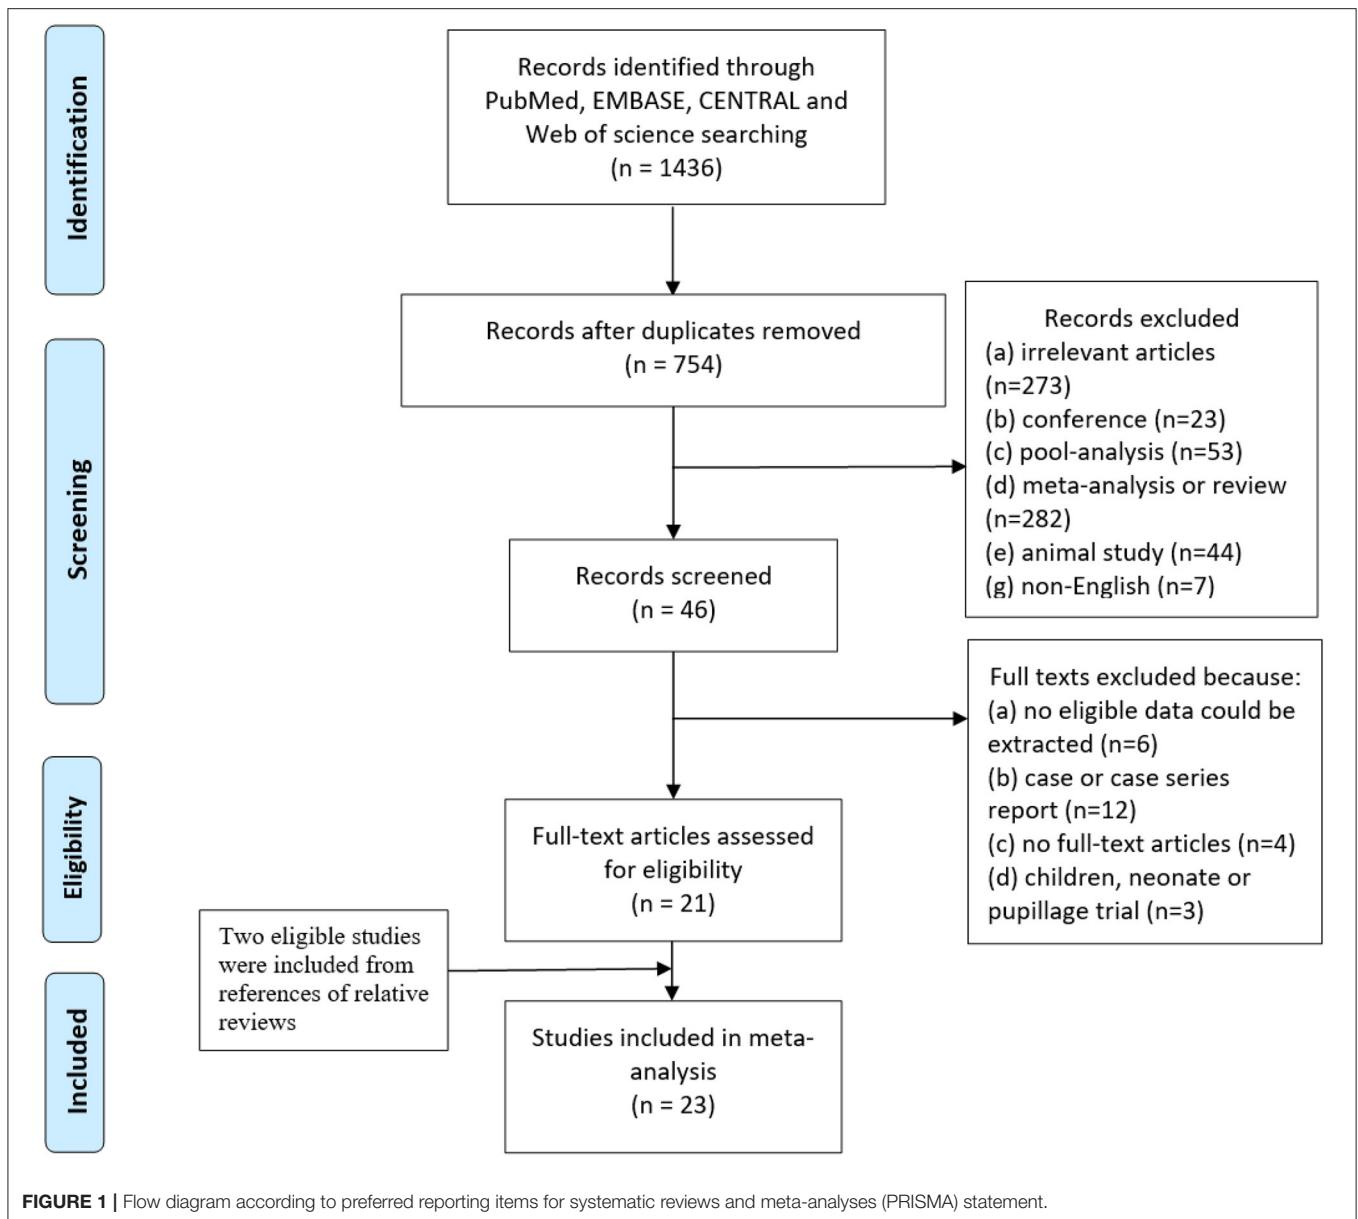 Identification
Records identified through
PubMed, EMBASE, CENTRAL and
Web of science searching
(n = 1436)
Records after duplicates removed
(n = 754)
Records excluded
(a) irrelevant articles
(n=273)
(b) conference (n=23)
(c) pool-analysis (n=53)
(d) meta-analysis or review
(n=282)
(e) animal study (n=44)
(g) non-English (n=7)
Screening
Records screened
(n = 46)
Full texts excluded because:
(a) no eligible data could be
extracted (n=6)
(b) case or case series
report (n=12)
(c) no full-text articles (n=4)
(d) children, neonate or
pupillage trial (n=3)
Eligibility
Full-text articles assessed
for eligibility
(n = 21)
Two eligible studies
were included from
references of relative
reviews
Included
Studies included in meta-
analysis
(n = 23)
FIGURE 1 | Flow diagram according to preferred reporting items for systematic reviews and meta-analyses (PRISMA) statement.